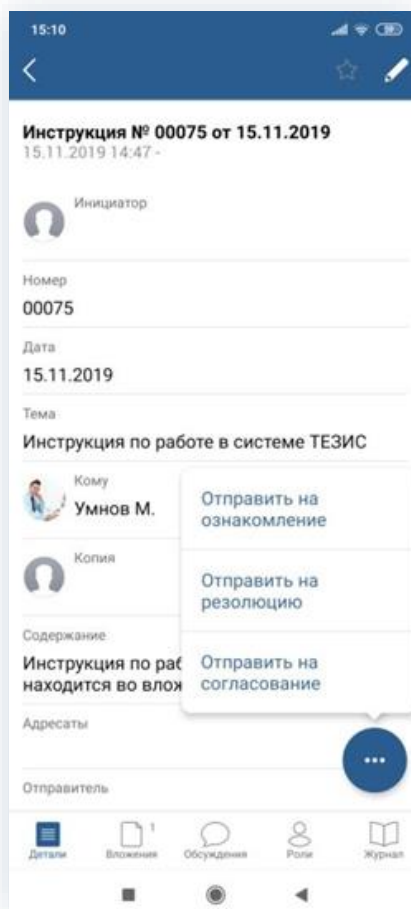 15:10
Инструкция № 00075 от 15.11.2019
15.11.2019 14:47 -
Инициатор
Номер
00075
Дата
15.11.2019
Тема
Инструкция по работе в системе ТЕЗИС
Кому
Умнов М.
Копия
Отправить на
ознакомление
Отправить на
резолюцию
Отправить на
согласование
Содержание
Инструкция по раб
находится во влож
Адресаты
Отправитель
1
Детали Вложения Обсуждения Роли Журнал